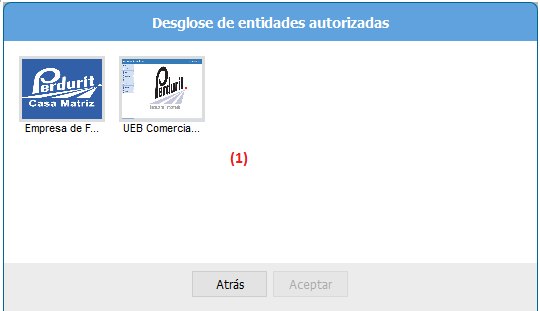 Desglose de entidades autorizadas
Perdurit
Casa Matriz
Perdurit.
Empresa de F...
UEB Comercia...
(1)
Atrás
Aceptar